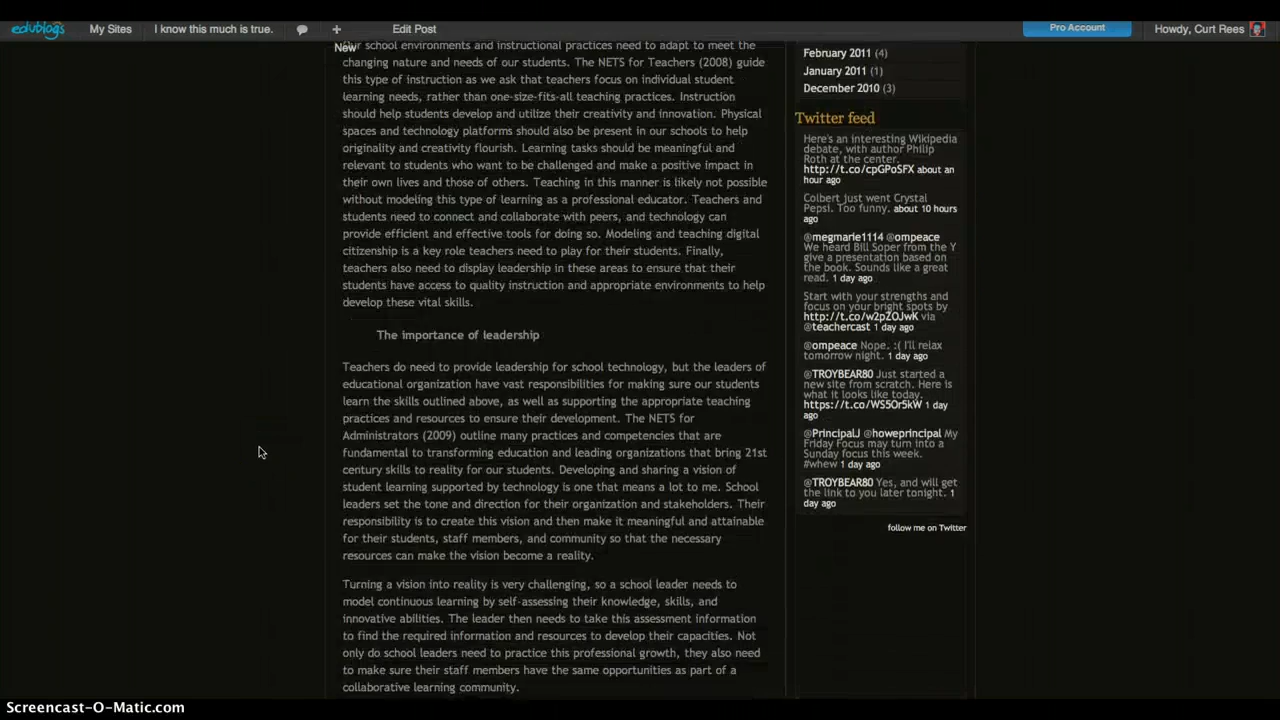 edublogs My Sites I know this much is true. + Edit Post Pro Account Howdy, Curt Rees
New
Our school environments and instructional practices need to adapt to meet the
changing nature and needs of our students. The NETS for Teachers (2008) guide
this type of instruction as we ask that teachers focus on individual student
learning needs, rather than one-size-fits-all teaching practices. Instruction
should help students develop and utilize their creativity and innovation. Physical
spaces and technology platforms should also be present in our schools to help
originality and creativity flourish. Learning tasks should be meaningful and
relevant to students who want to be challenged and make a positive impact in
their own lives and those of others. Teaching in this manner is likely not possible
without modeling this type of learning as a professional educator. Teachers and
students need to connect and collaborate with peers, and technology can
provide efficient and effective tools for doing so. Modeling and teaching digital
citizenship is a key role teachers need to play for their students. Finally,
teachers also need to display leadership in these areas to ensure that their
students have access to quality instruction and appropriate environments to help
develop these vital skills.
The importance of leadership
Teachers do need to provide leadership for school technology, but the leaders of
educational organization have vast responsibilities for making sure our students
learn the skills outlined above, as well as supporting the appropriate teaching
practices and resources to ensure their development. The NETS for
Administrators (2009) outline many practices and competencies that are
fundamental to transforming education and leading organizations that bring 21st
century skills to reality for our students. Developing and sharing a vision of
student learning supported by technology is one that means a lot to me. School
leaders set the tone and direction for their organization and stakeholders. Their
responsibility is to create this vision and then make it meaningful and attainable
for their students, staff members, and community so that the necessary
resources can make the vision become a reality.
Turning a vision into reality is very challenging, so a school leader needs to
model continuous learning by self-assessing their knowledge, skills, and
innovative abilities. The leader then needs to take this assessment information
to find the required information and resources to develop their capacities. Not
only do school leaders need to practice this professional growth, they also need
to make sure their staff members have the same opportunities as part of a
collaborative learning community.
February 2011 (4)
January 2011 (1)
December 2010 (3)
Twitter feed
Here's an interesting Wikipedia
debate, with author Philip
Roth at the center.
http://t.co/cpGPoSFX about an
hour ago
Colbert just went Crystal
Pepsi. Too funny. about 10 hours
ago
@megmarie1114 @ompeace
We heard Bill Soper from the Y
give a presentation based on
the book. Sounds like a great
read. 1 day ago
Start with your strengths and
focus on your bright spots by
http://t.co/w2pZOJwK via
@teachercast 1 day ago
@ompeace Nope. :( I'll relax
tomorrow night. 1 day ago
@TROYBEAR80 Just started a
new site from scratch. Here is
what it looks like today.
https://t.co/WS5Or5kW 1 day
ago
@PrincipalJ @howeprincipal My
Friday Focus may turn into a
Sunday focus this week.
#whew 1 day ago
@TROYBEAR80 Yes, and will get
the link to you later tonight. 1
day ago
follow me on Twitter
Screencast-O-Matic.com